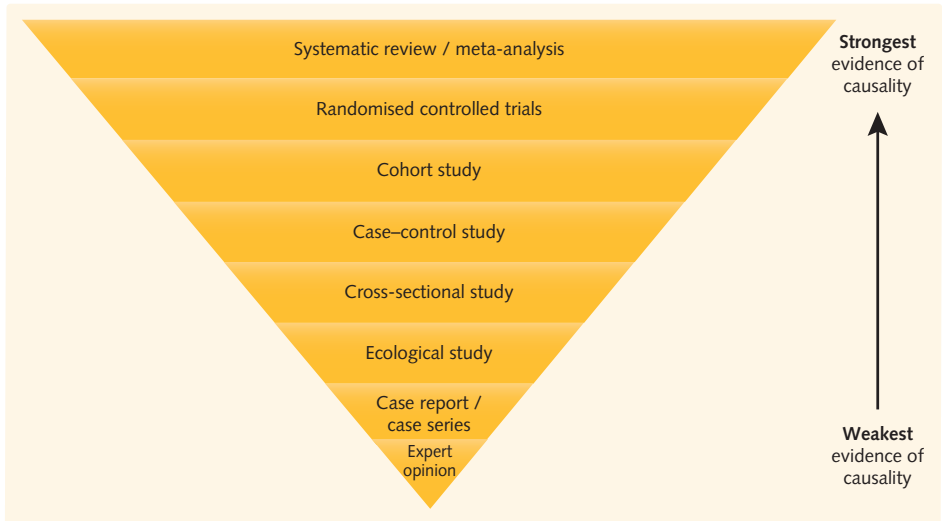 Systematic review / meta-analysis
Randomised controlled trials
Cohort study
Case–control study
Cross-sectional study
Ecological study
Case report /
case series
Expert
opinion
Strongest
evidence of
causality
Weakest
evidence of
causality